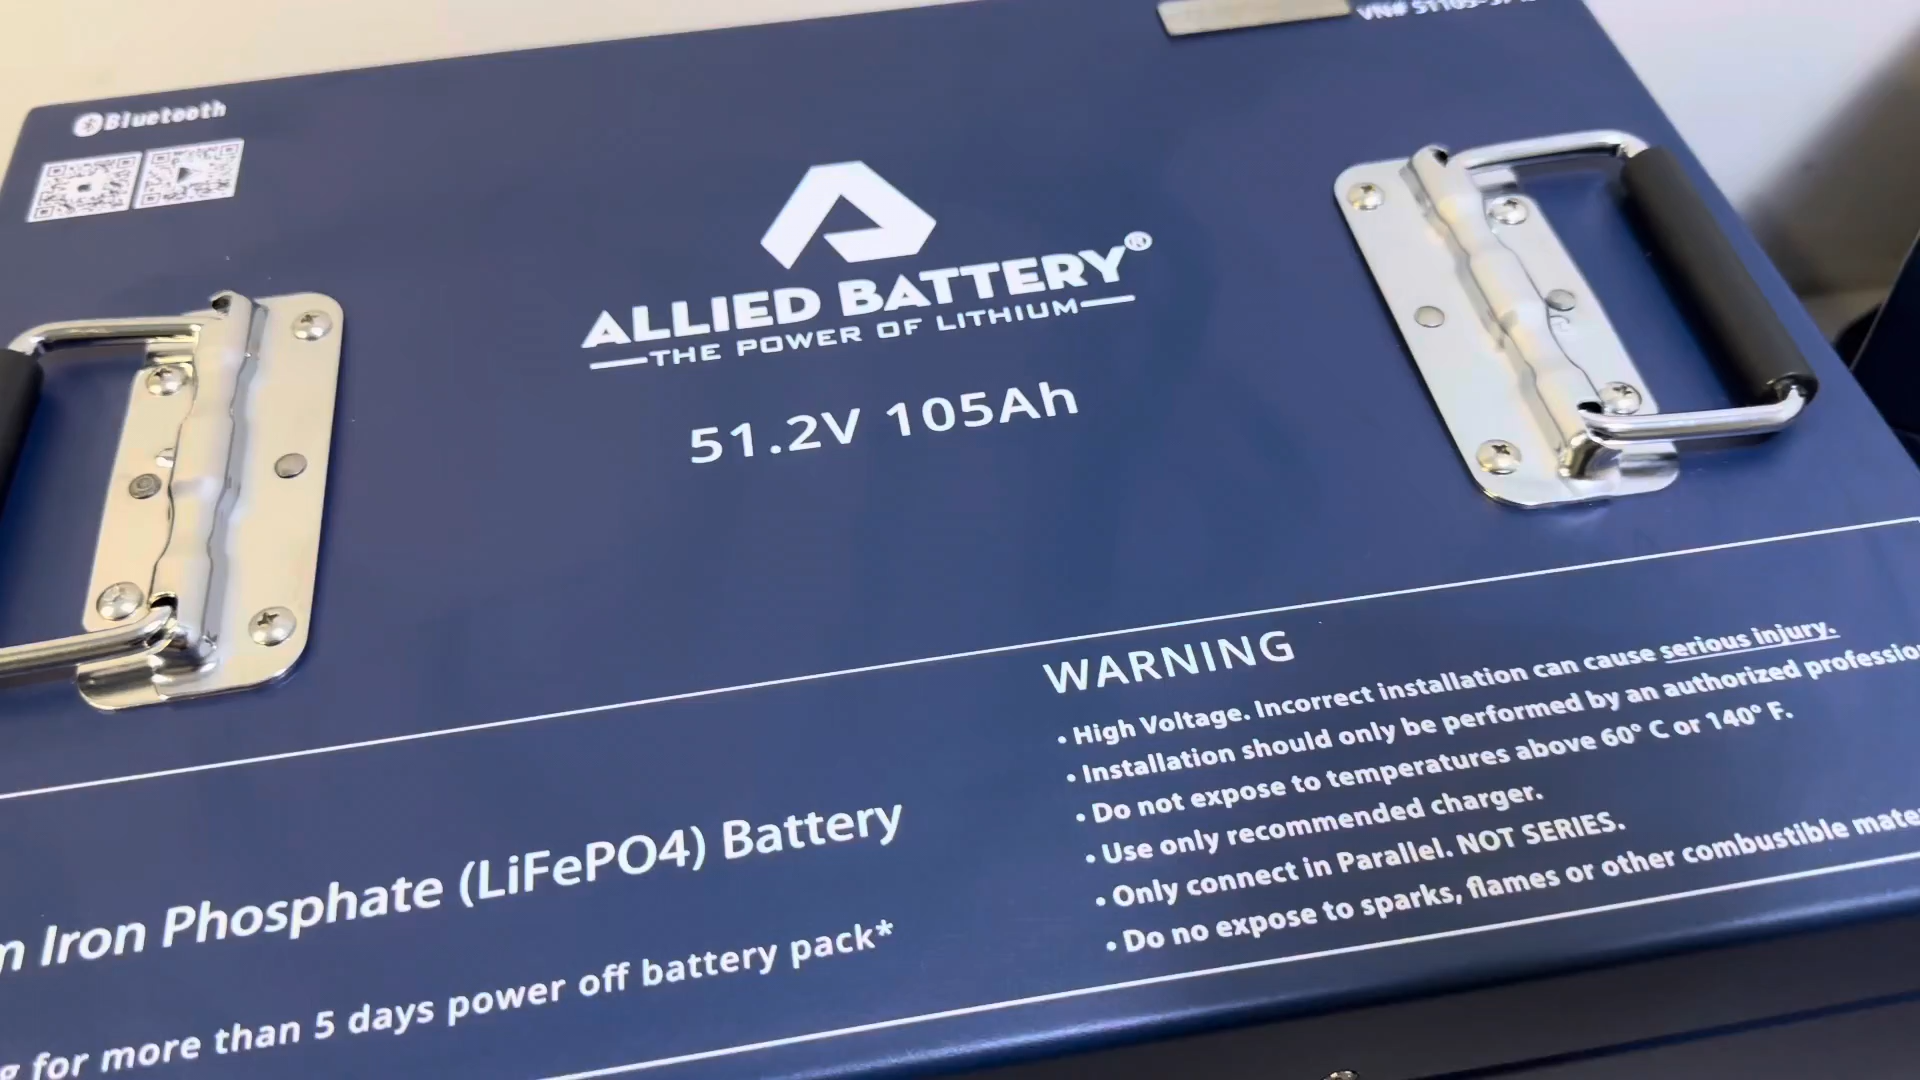 VN#
Bluetooth
ALLIED BATTERY®
THE POWER OF LITHIUM
51.2V 105Ah
WARNING
• High Voltage. Incorrect installation can cause serious injury.
• Installation should only be performed by an authorized
• Do not expose to temperatures above 60° C or 140° F.
• Use only recommended charger.
• Only connect in Parallel. NOT SERIES.
• Do no expose to sparks, flames or other combustible
Iron Phosphate (LiFePO4) Battery
for more than 5 days power off battery pack*